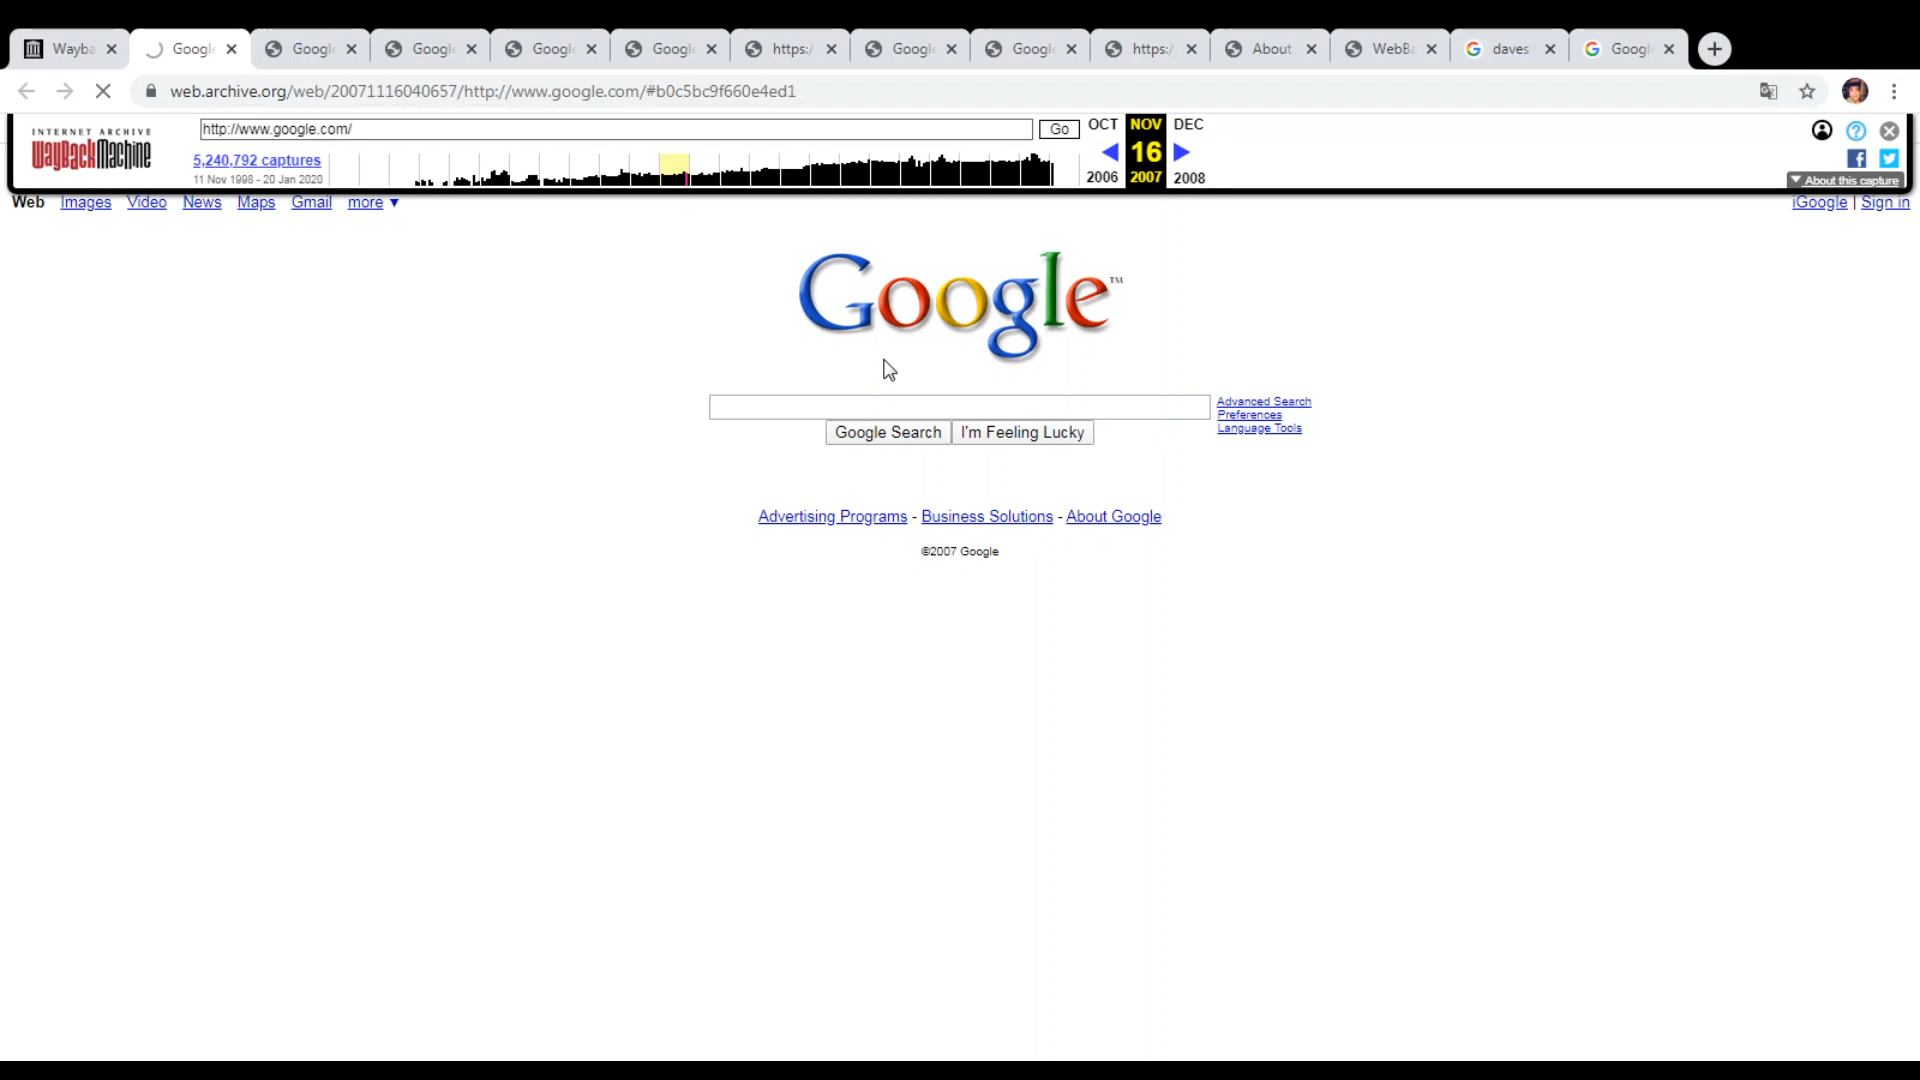 Wayba Google Google Google Google Google https:/ Google Google https:/ About WebBa daves Google
web.archive.org/web/20071116040657/http://www.google.com/#b0c5bc9f660e4ed1
INTERNET ARCHIVE
WayBackMachine
http://www.google.com/ Go OCT NOV DEC
5,240,792 captures 16
11 Nov 1998 - 20 Jan 2020 2006 2007 2008
About this capture
Web Images Video News Maps Gmail more ▼ iGoogle | Sign in
Google™
Advanced Search
Preferences
Language Tools
Google Search I'm Feeling Lucky
Advertising Programs - Business Solutions - About Google
©2007 Google